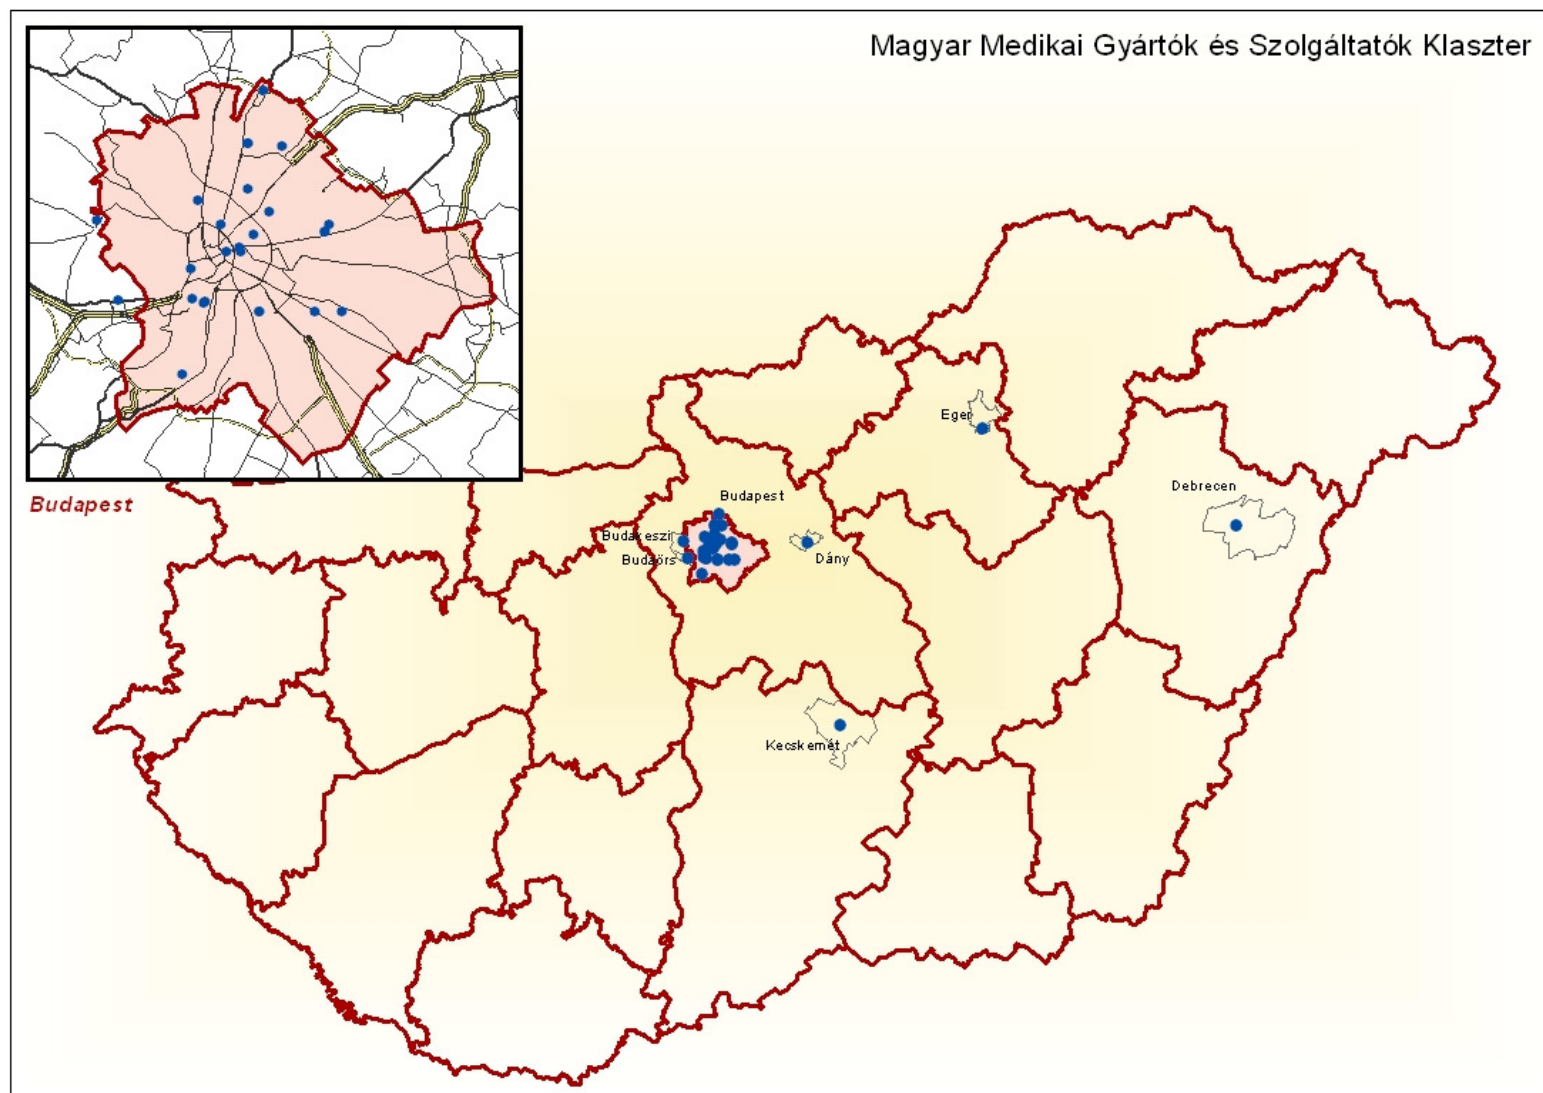 Magyar Medikai Gyártók és Szolgáltatók Klaszter
Budapest
Eger
Debrecen
Budapest
Budakeszi
Budaörs
Dány
Kecskemét